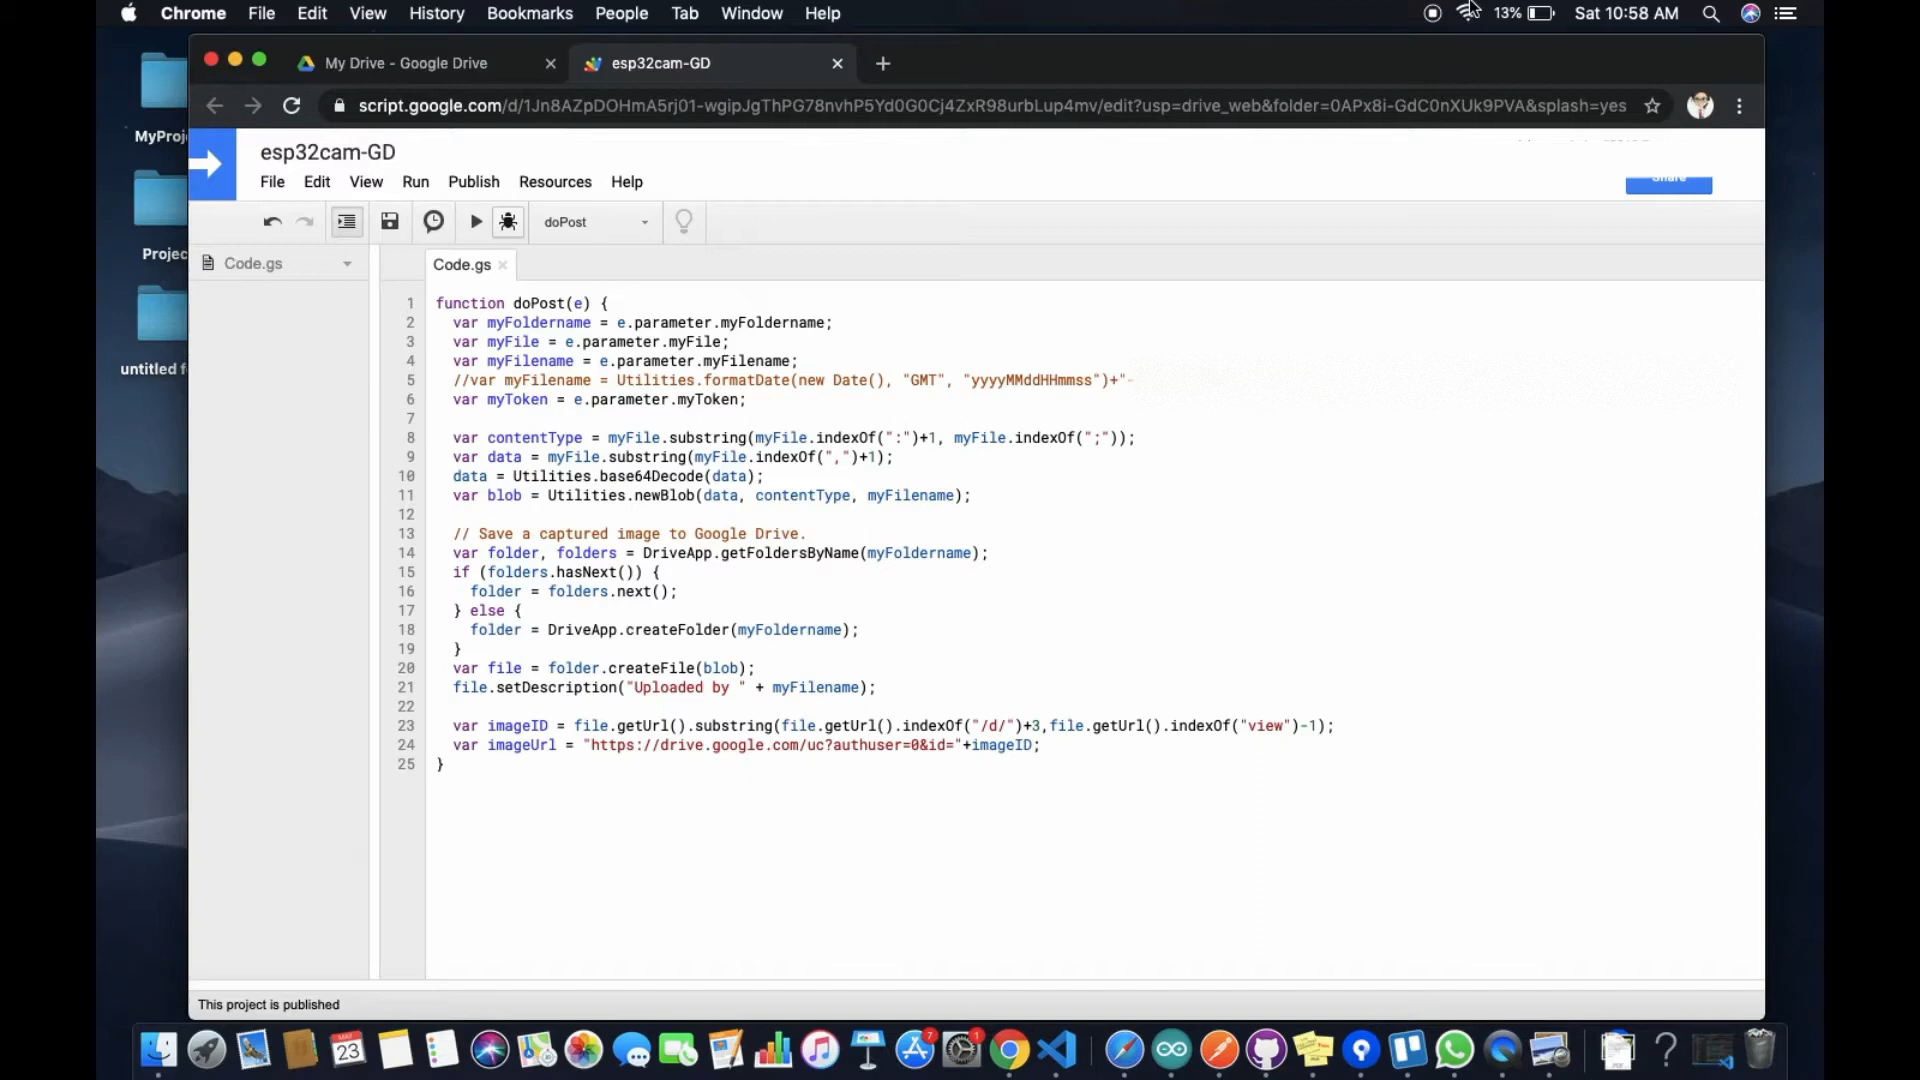 Chrome File Edit View History Bookmarks People Tab Window Help 13% Sat 10:58 AM
My Drive - Google Drive esp32cam-GD
script.google.com/d/1Jn8AZpDOHmA5rj01-wgipJgThPG78nvhP5Yd0G0Cj4ZxR98urbLup4mv/edit?usp=drive_web&folder=0APx8i-GdC0nXUk9PVA&splash=yes
MyProj
Projec
untitled f
esp32cam-GD
File Edit View Run Publish Resources Help
Share
doPost
Code.gs
Code.gs
1 function doPost(e) {
2 var myFoldername = e.parameter.myFoldername;
3 var myFile = e.parameter.myFile;
4 var myFilename = e.parameter.myFilename;
5 //var myFilename = Utilities.formatDate(new Date(), "GMT", "yyyyMMddHHmmss")+"-
6 var myToken = e.parameter.myToken;
7
8 var contentType = myFile.substring(myFile.indexOf(":")+1, myFile.indexOf(";"));
9 var data = myFile.substring(myFile.indexOf(",")+1);
10 data = Utilities.base64Decode(data);
11 var blob = Utilities.newBlob(data, contentType, myFilename);
12
13 // Save a captured image to Google Drive.
14 var folder, folders = DriveApp.getFoldersByName(myFoldername);
15 if (folders.hasNext()) {
16 folder = folders.next();
17 } else {
18 folder = DriveApp.createFolder(myFoldername);
19 }
20 var file = folder.createFile(blob);
21 file.setDescription("Uploaded by " + myFilename);
22
23 var imageID = file.getUrl().substring(file.getUrl().indexOf("/d/")+3,file.getUrl().indexOf("view")-1);
24 var imageUrl = "https://drive.google.com/uc?authuser=0&id="+imageID;
25 }
This project is published
23
7
1